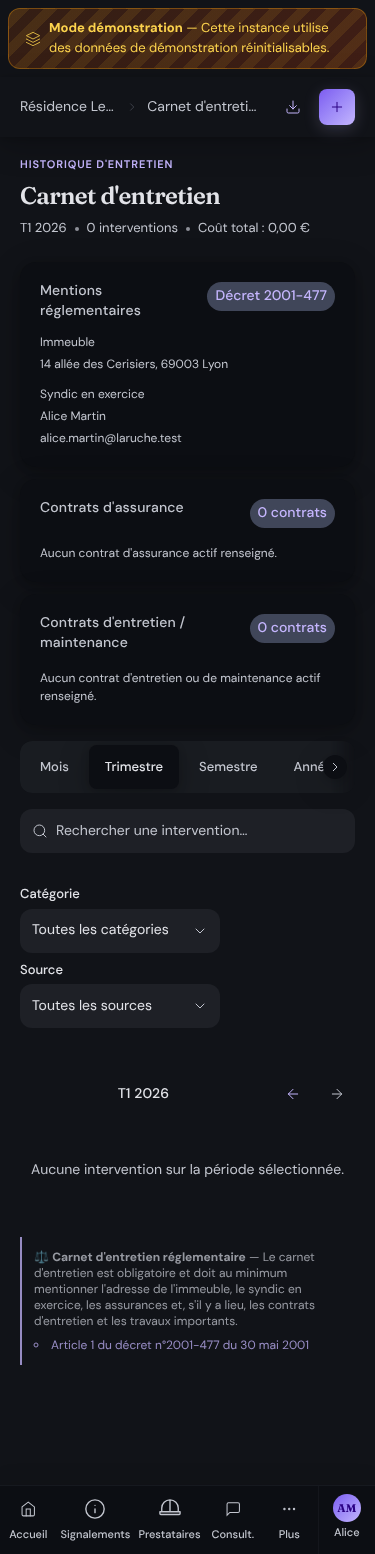 Mode démonstration — Cette instance utilise
des données de démonstration réinitialisables.
Résidence Le... > Carnet d'entreti...
HISTORIQUE D'ENTRETIEN
Carnet d'entretien
T1 2026 • 0 interventions • Coût total : 0,00 €
Mentions
réglementaires
Décret 2001-477
Immeuble
14 allée des Cerisiers, 69003 Lyon
Syndic en exercice
Alice Martin
alice.martin@laruche.test
Contrats d'assurance
0 contrats
Aucun contrat d'assurance actif renseigné.
Contrats d'entretien /
maintenance
0 contrats
Aucun contrat d'entretien ou de maintenance actif
renseigné.
Mois Trimestre Semestre Anné
Rechercher une intervention...
Catégorie
Toutes les catégories
Source
Toutes les sources
T1 2026
Aucune intervention sur la période sélectionnée.
⚖️ Carnet d'entretien réglementaire — Le carnet
d'entretien est obligatoire et doit au minimum
mentionner l'adresse de l'immeuble, le syndic en
exercice, les assurances et, s'il y a lieu, les contrats
d'entretien et les travaux importants.
Article 1 du décret n°2001-477 du 30 mai 2001
Accueil Signalements Prestataires Consult. Plus
AM
Alice